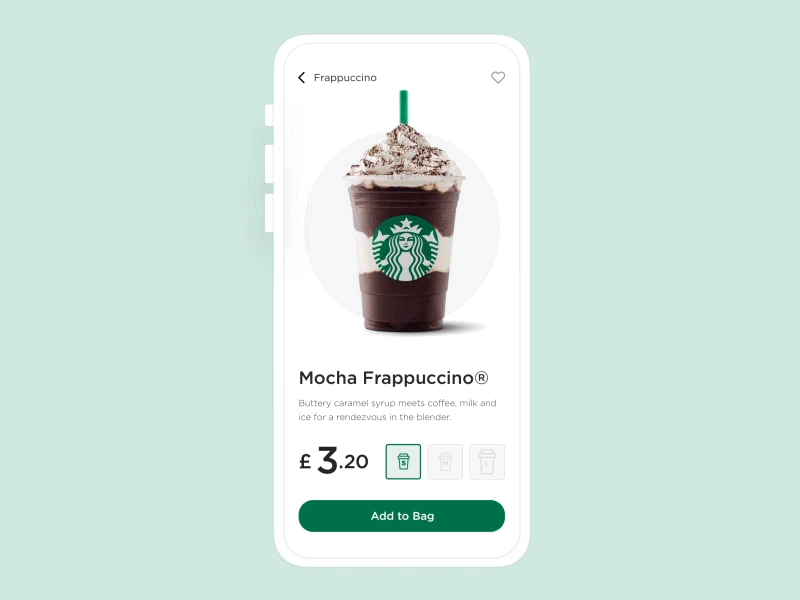 Frappuccino
Mocha Frappuccino®
Buttery caramel syrup meets coffee, milk and
ice for a rendezvous in the blender.
£ 3.20
S M L
Add to Bag